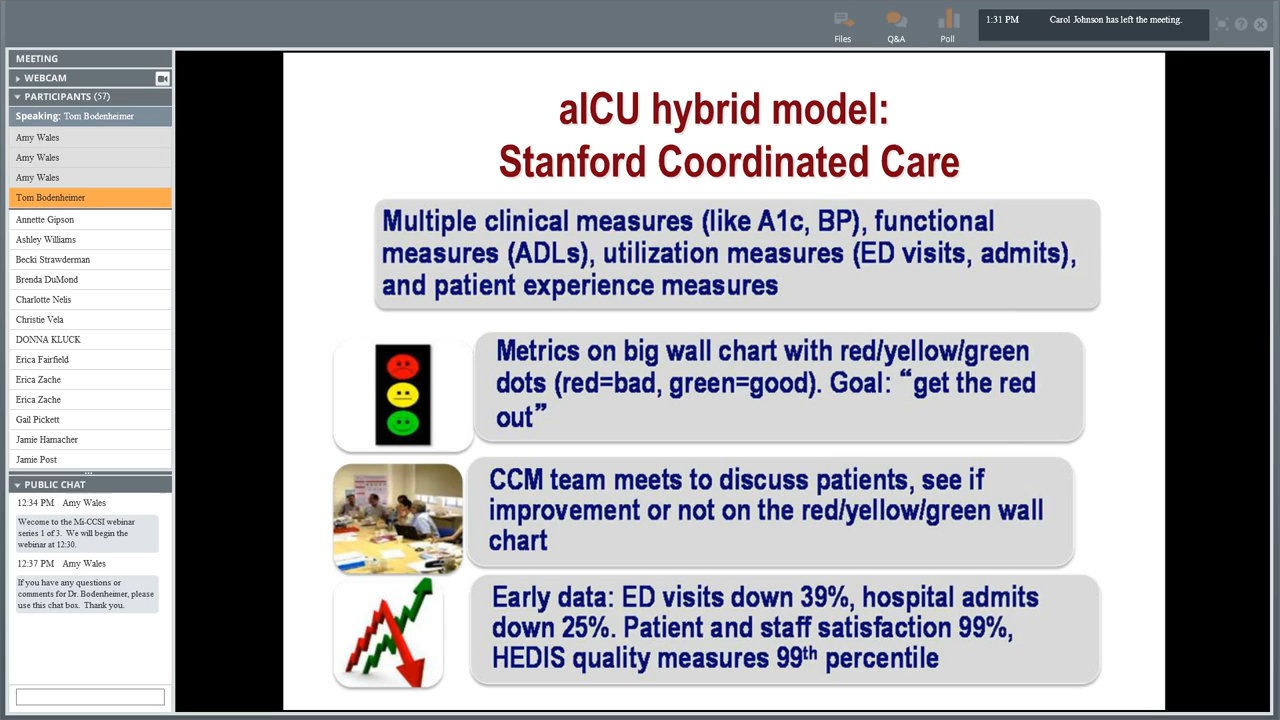 1:31 PM Carol Johnson has left the meeting.
Files Q&A Poll
MEETING
WEBCAM
PARTICIPANTS (57)
Speaking: Tom Bodenheimer
Amy Wales
Amy Wales
Amy Wales
Tom Bodenheimer
Annette Gipson
Ashley Williams
Becki Strawderman
Brenda DuMond
Charlotte Nelis
Christie Vela
DONNA KLUCK
Erica Fairfield
Erica Zache
Erica Zache
Gail Pickett
Jamie Hamacher
Jamie Post
PUBLIC CHAT
12:34 PM Amy Wales
Wecome to the Mi-CCSI webinar
series 1 of 3. We will begin the
webinar at 12:30.
12:37 PM Amy Wales
If you have any questions or
comments for Dr. Bodenheimer, please
use this chat box. Thank you.
aICU hybrid model:
Stanford Coordinated Care
Multiple clinical measures (like A1c, BP), functional
measures (ADLs), utilization measures (ED visits, admits),
and patient experience measures
Metrics on big wall chart with red/yellow/green
dots (red=bad, green=good). Goal: “get the red
out”
CCM team meets to discuss patients, see if
improvement or not on the red/yellow/green wall
chart
Early data: ED visits down 39%, hospital admits
down 25%. Patient and staff satisfaction 99%,
HEDIS quality measures 99th percentile